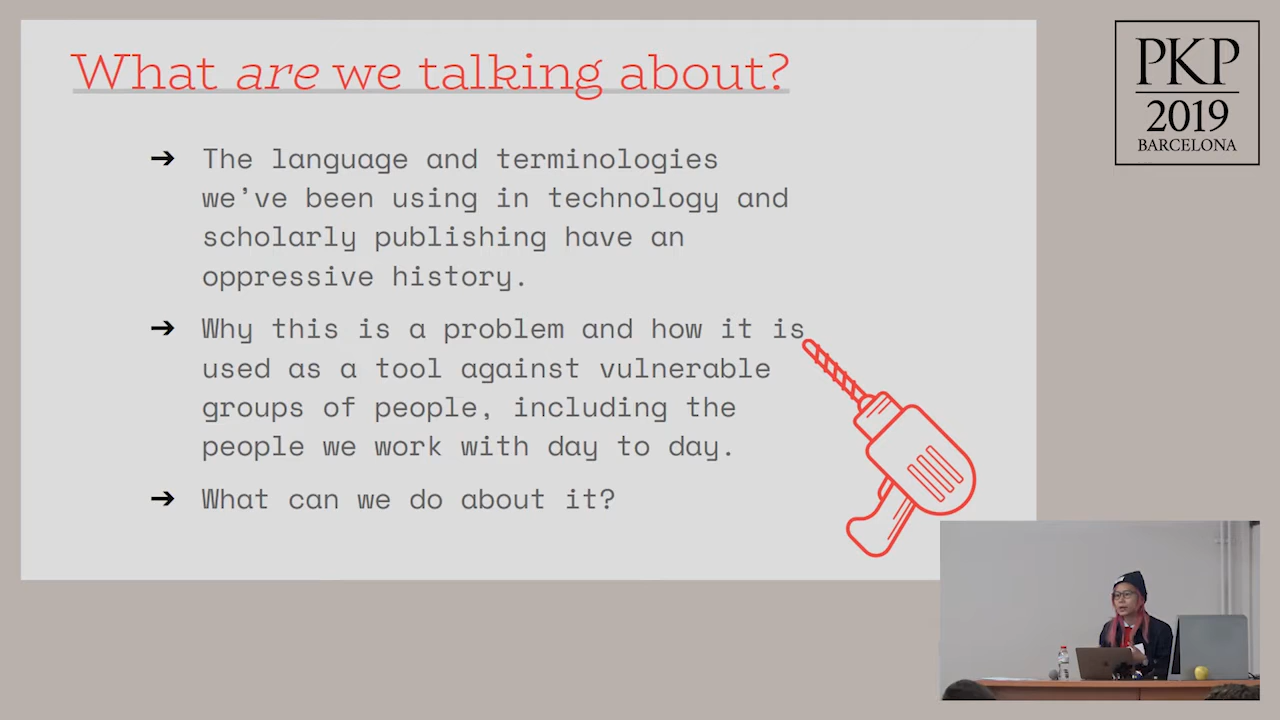 What are we talking about?
➔ The language and terminologies
we’ve been using in technology and
scholarly publishing have an
oppressive history.
➔ Why this is a problem and how it is
used as a tool against vulnerable
groups of people, including the
people we work with day to day.
➔ What can we do about it?
PKP
2019
BARCELONA